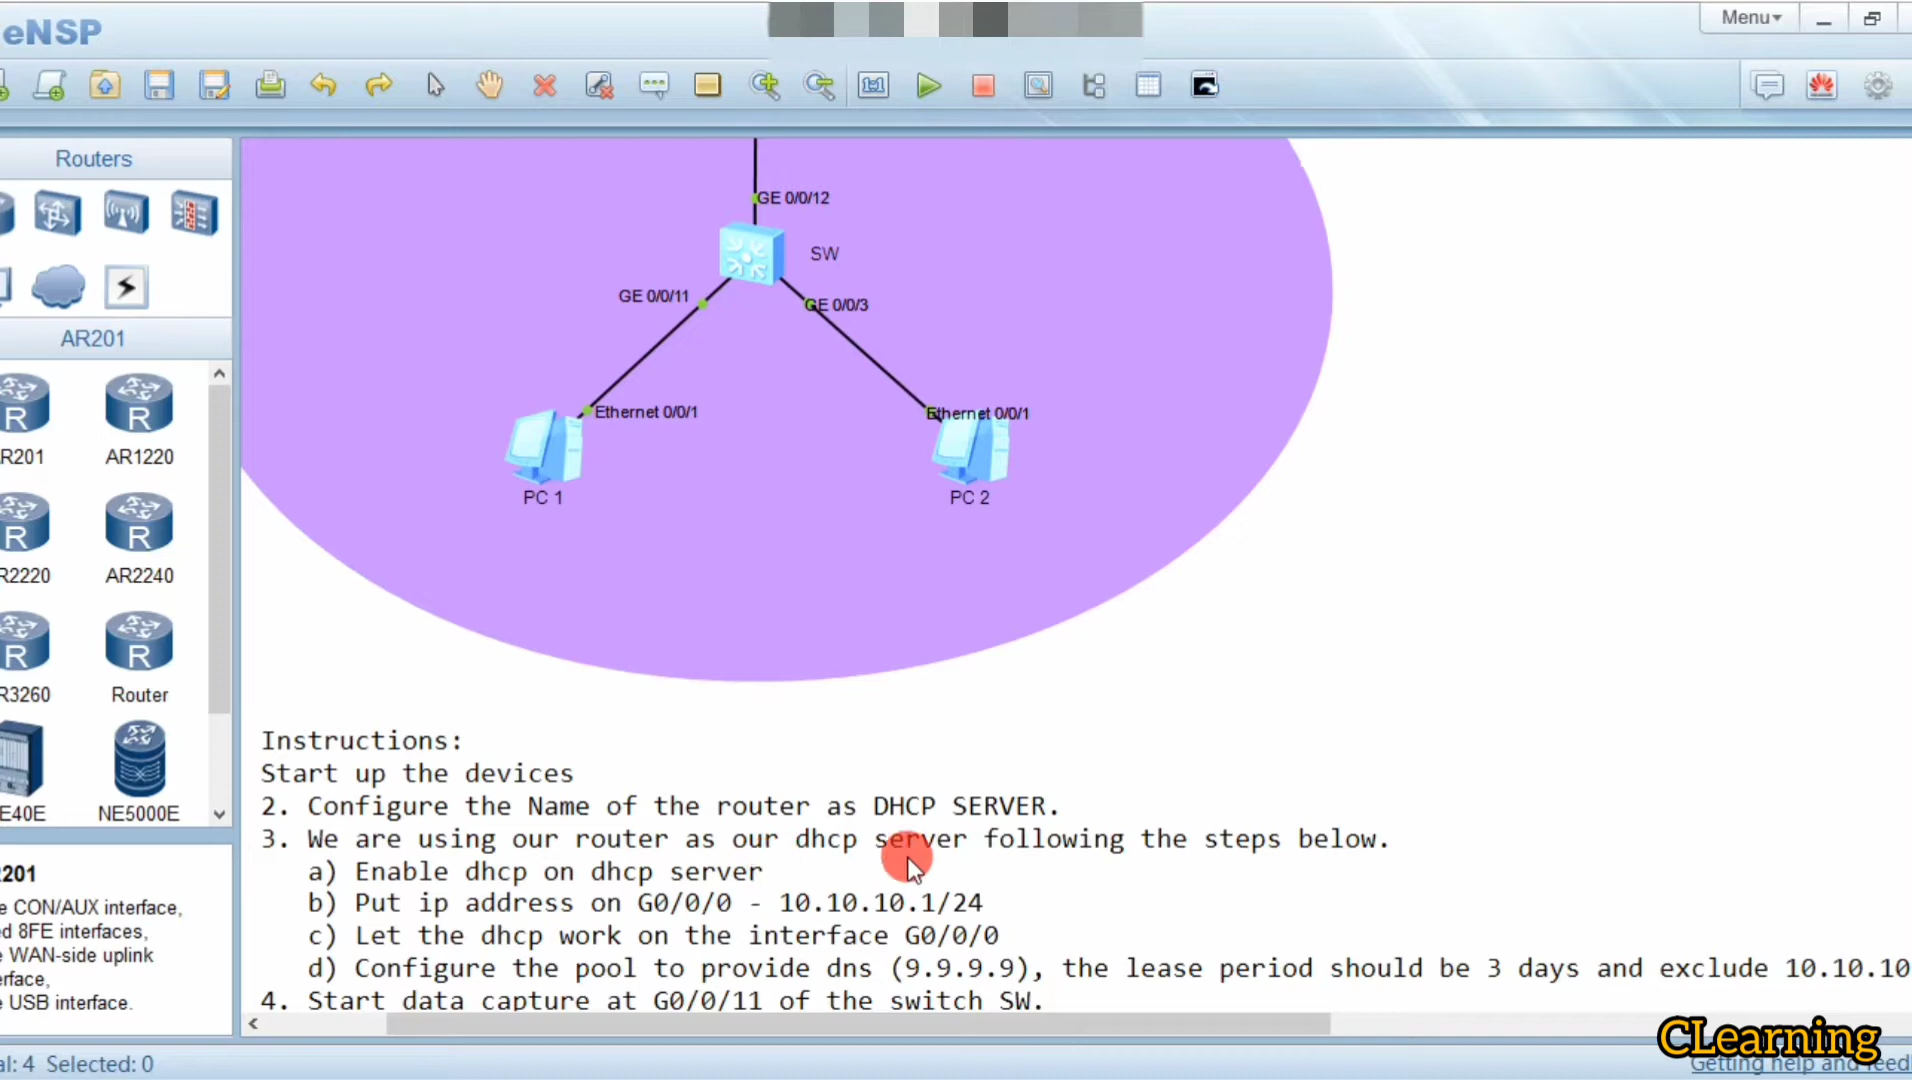 eNSP
Menu
1:1
Routers
GE 0/0/12
SW
GE 0/0/11
GE 0/0/3
AR201
R
R
R201
AR1220
Ethernet 0/0/1
Ethernet 0/0/1
PC 1
PC 2
R
R
R2220
AR2240
R
R
R3260
Router
E40E
NE5000E
Instructions:
Start up the devices
2. Configure the Name of the router as DHCP SERVER.
3. We are using our router as our dhcp server following the steps below.
a) Enable dhcp on dhcp server
b) Put ip address on G0/0/0 - 10.10.10.1/24
c) Let the dhcp work on the interface G0/0/0
d) Configure the pool to provide dns (9.9.9.9), the lease period should be 3 days and exclude 10.10.10
4. Start data capture at G0/0/11 of the switch SW.
201
e CON/AUX interface,
d 8FE interfaces,
WAN-side uplink
erface,
USB interface.
CLearning
al: 4 Selected: 0
Getting help and feed